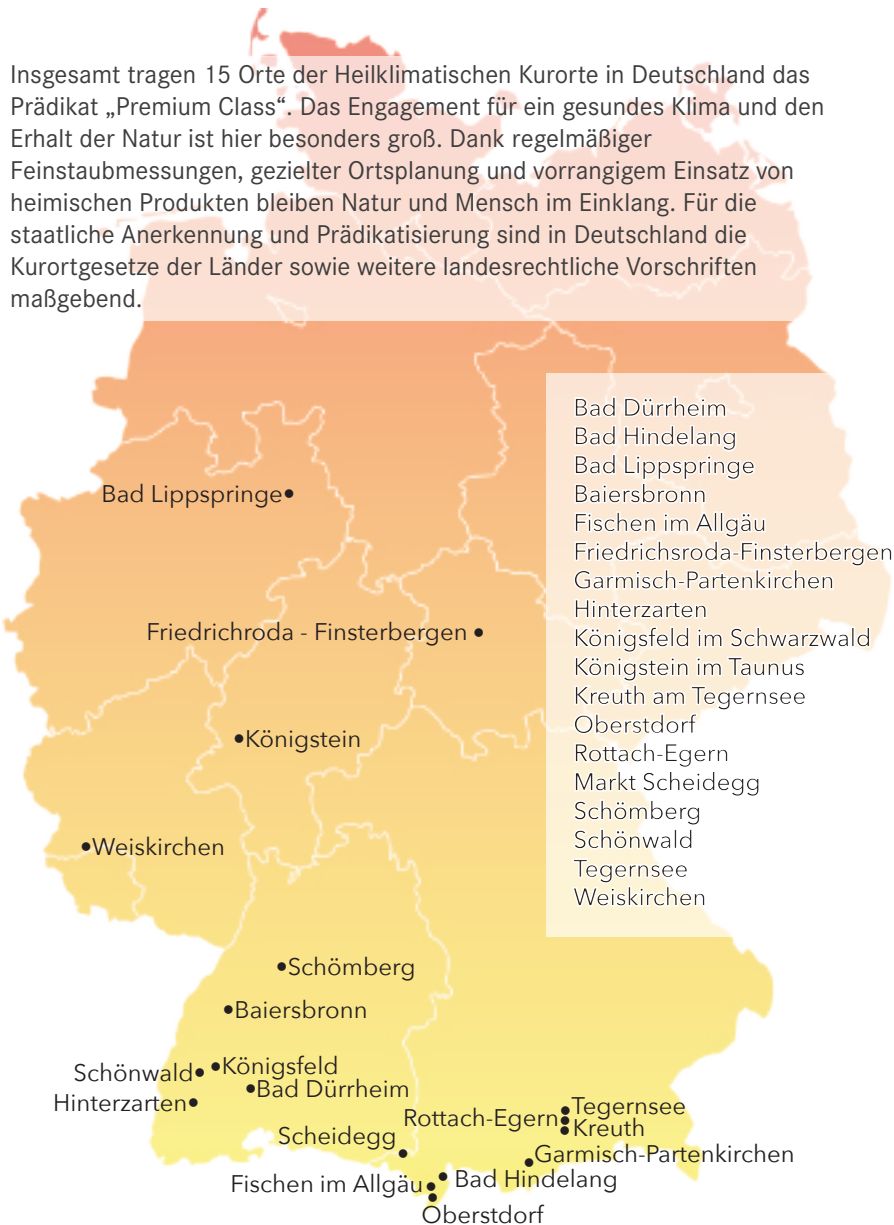 Insgesamt tragen 15 Orte der Heilklimatischen Kurorte in Deutschland das
Prädikat „Premium Class“. Das Engagement für ein gesundes Klima und den
Erhalt der Natur ist hier besonders groß. Dank regelmäßiger
Feinstaubmessungen, gezielter Ortsplanung und vorrangigem Einsatz von
heimischen Produkten bleiben Natur und Mensch im Einklang. Für die
staatliche Anerkennung und Prädikatisierung sind in Deutschland die
Kurortgesetze der Länder sowie weitere landesrechtliche Vorschriften
maßgebend.
Bad Dürrheim
Bad Hindelang
Bad Lippspringe
Baiersbronn
Fischen im Allgäu
Friedrichsroda-Finsterbergen
Garmisch-Partenkirchen
Hinterzarten
Königsfeld im Schwarzwald
Königstein im Taunus
Kreuth am Tegernsee
Oberstdorf
Rottach-Egern
Markt Scheidegg
Schömberg
Schönwald
Tegernsee
Weiskirchen
Bad Lippspringe
Friedrichroda - Finsterbergen
Königstein
Weiskirchen
Schömberg
Baiersbronn
Königsfeld
Schönwald
Bad Dürrheim
Hinterzarten
Tegernsee
Rottach-Egern
Kreuth
Scheidegg
Garmisch-Partenkirchen
Bad Hindelang
Fischen im Allgäu
Oberstdorf